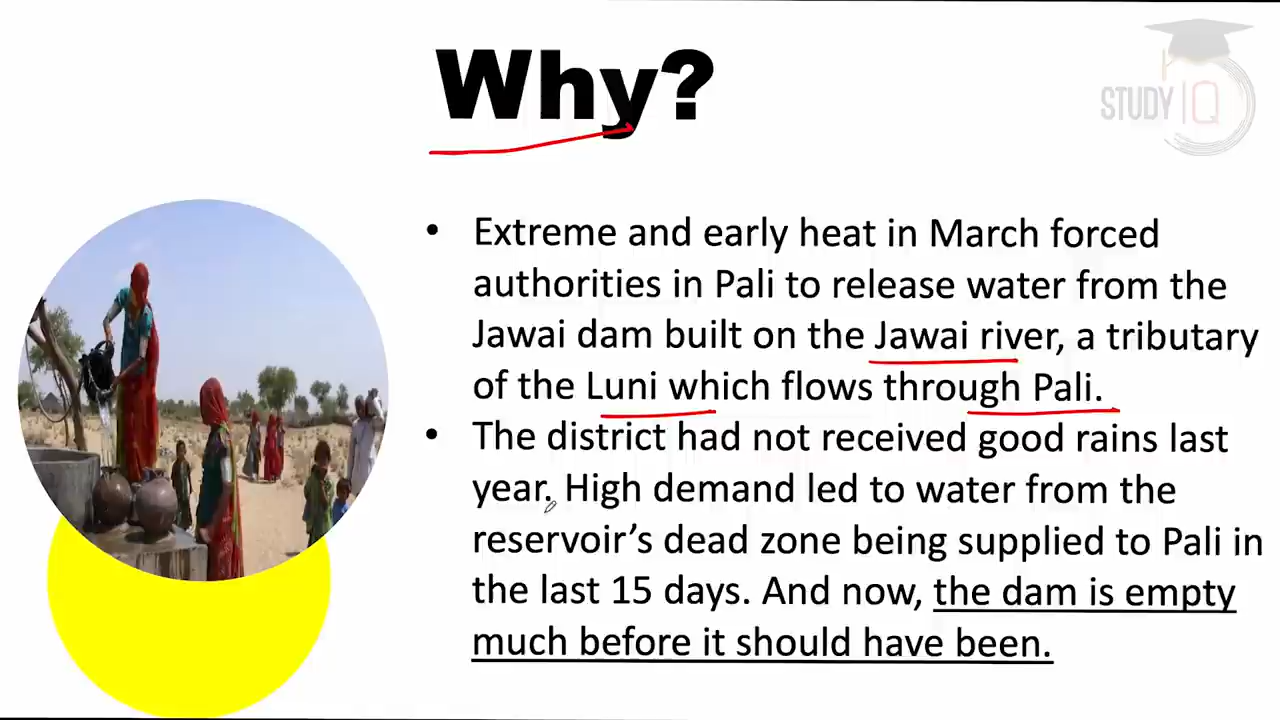 Why?
STUDY IQ
• Extreme and early heat in March forced
authorities in Pali to release water from the
Jawai dam built on the Jawai river, a tributary
of the Luni which flows through Pali.
• The district had not received good rains last
year. High demand led to water from the
reservoir’s dead zone being supplied to Pali in
the last 15 days. And now, the dam is empty
much before it should have been.